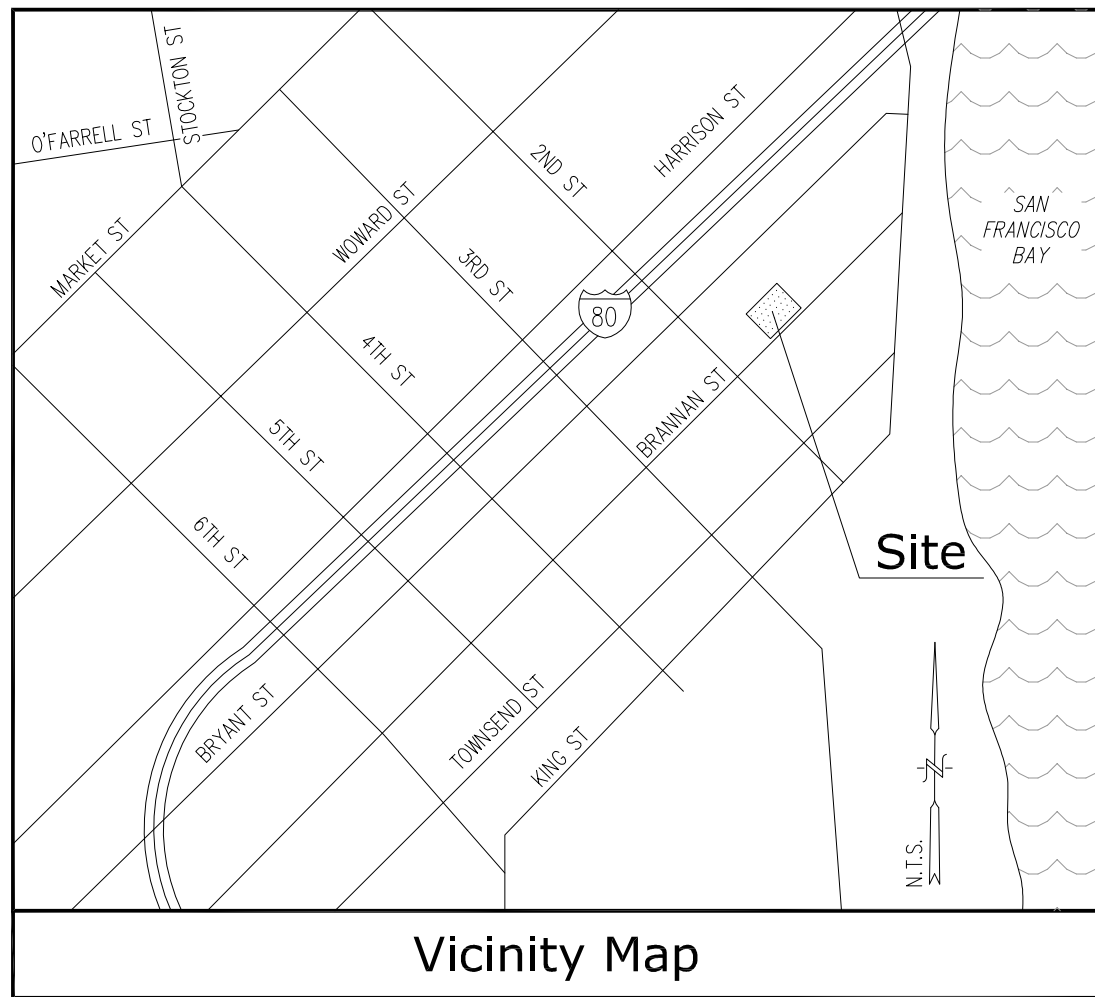 STOCKTON ST
O'FARRELL ST
MARKET ST
WOWARD ST
2ND ST
HARRISON ST
3RD ST
4TH ST
5TH ST
6TH ST
80
BRANNAN ST
SAN
FRANCISCO
BAY
Site
BRYANT ST
TOWNSEND ST
KING ST
N
N.T.S.
Vicinity Map